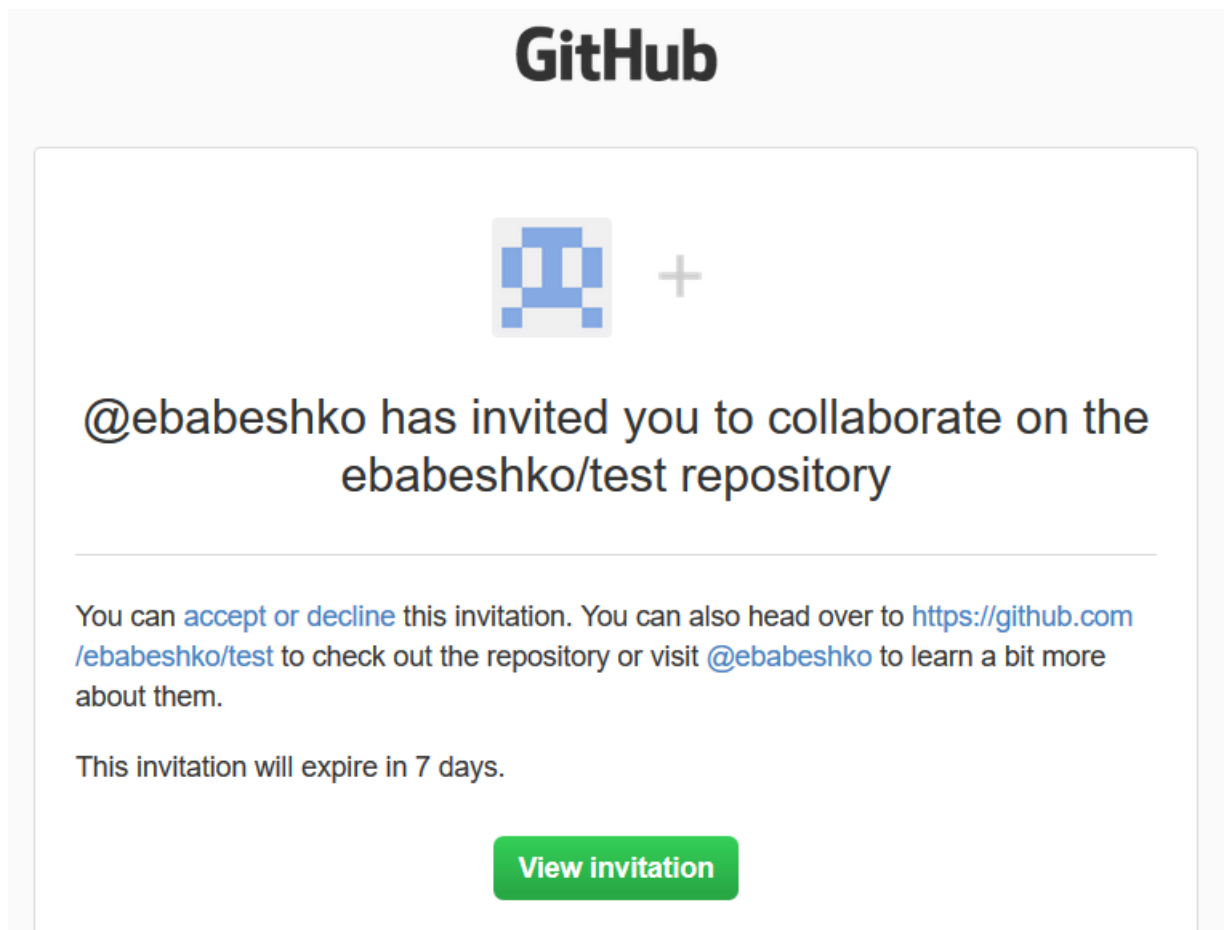 GitHub
@ebabeshko has invited you to collaborate on the
ebabeshko/test repository
You can accept or decline this invitation. You can also head over to https://github.com
/ebabeshko/test to check out the repository or visit @ebabeshko to learn a bit more
about them.
This invitation will expire in 7 days.
View invitation